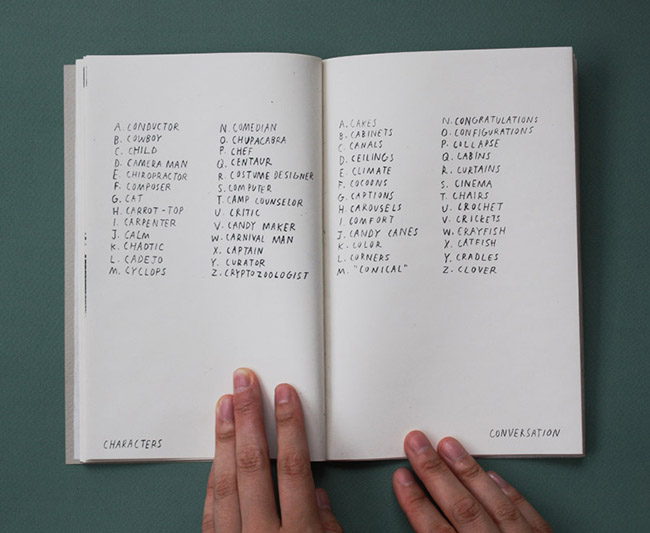 A. CONDUCTOR
B. COWBOY
C. CHILD
D. CAMERA MAN
E. CHIROPRACTOR
F. COMPOSER
G. CAT
H. CARROT-TOP
I. CARPENTER
J. CALM
K. CHAOTIC
L. CADEJO
M. CYCLOPS
N. COMEDIAN
O. CHUPACABRA
P. CHEF
Q. CENTAUR
R. COSTUME DESIGNER
S. COMPUTER
T. CAMP COUNSELOR
U. CRITIC
V. CANDY MAKER
W. CARNIVAL MAN
X. CAPTAIN
Y. CURATOR
Z. CRYPTOZOOLOGIST
CHARACTERS
A. CAKES
B. CABINETS
C. CANALS
D. CEILINGS
E. CLIMATE
F. COCOONS
G. CAPTIONS
H. CAROUSELS
I. COMFORT
J. CANDY CANES
K. COLOR
L. CORNERS
M. "CONICAL"
N. CONGRATULATIONS
O. CONFIGURATIONS
P. COLLAPSE
Q. CABINS
R. CURTAINS
S. CINEMA
T. CHAIRS
U. CROCHET
V. CRICKETS
W. CRAYFISH
X. CATFISH
Y. CRADLES
Z. CLOVER
CONVERSATION